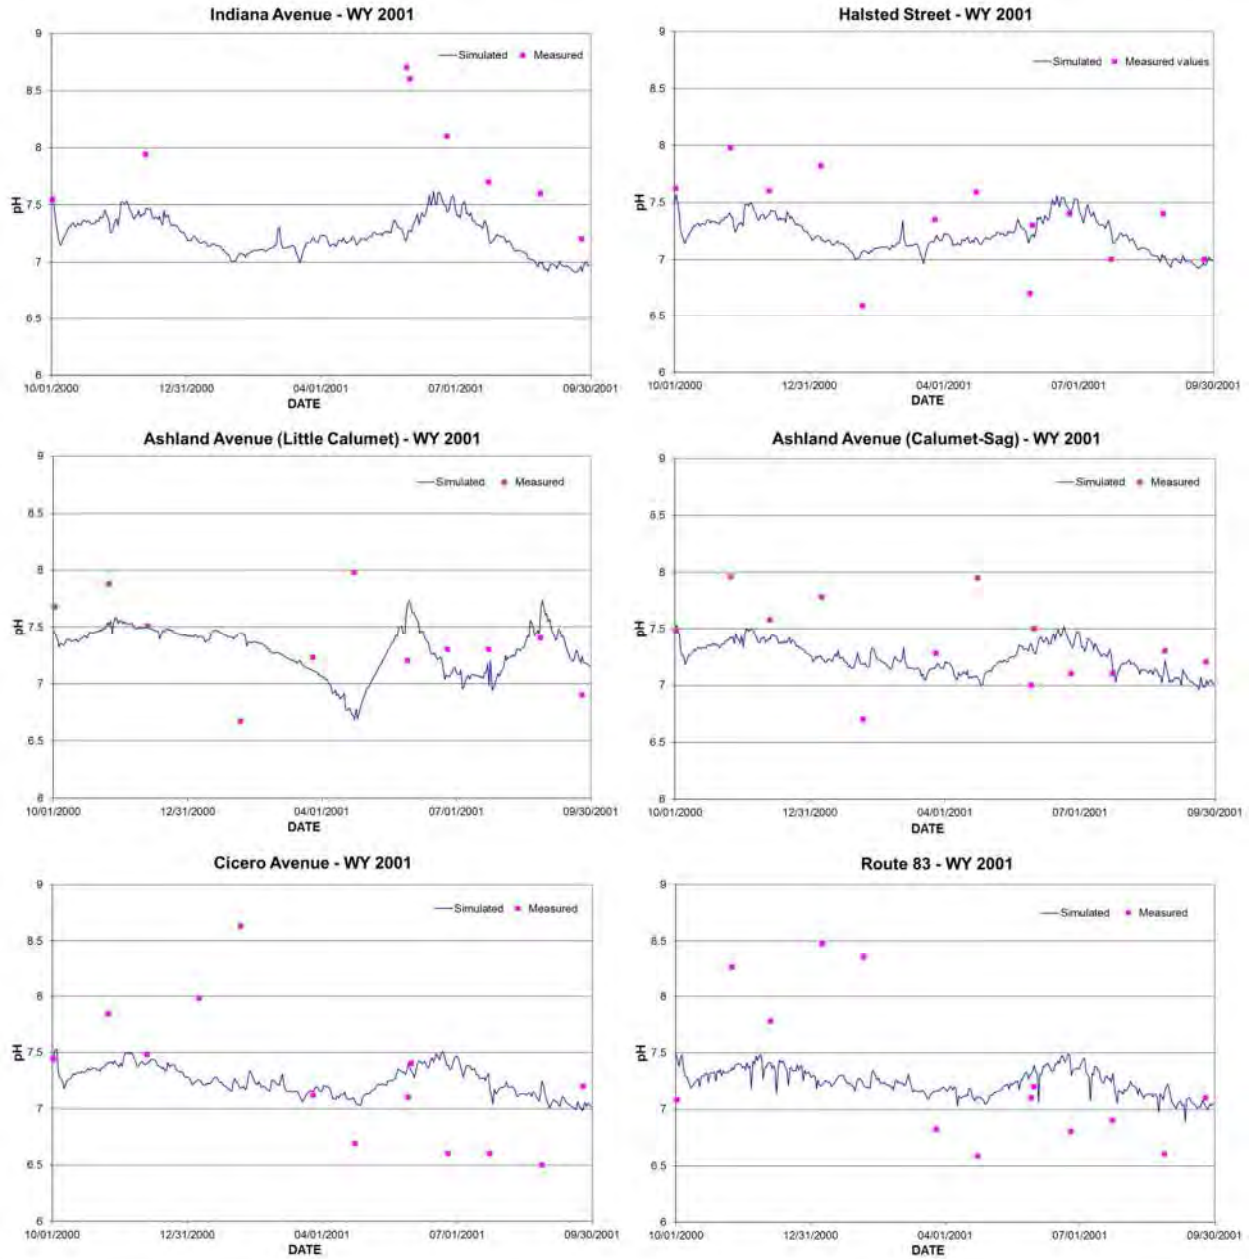 Indiana Avenue - WY 2001
9
8.5
8
7.5
7
6.5
6
pH
Simulated Measured
10/01/2000 12/31/2000 04/01/2001 07/01/2001 09/30/2001
DATE
Halsted Street - WY 2001
9
8.5
8
7.5
7
6.5
6
pH
Simulated Measured values
10/01/2000 12/31/2000 04/01/2001 07/01/2001 09/30/2001
DATE
Ashland Avenue (Little Calumet) - WY 2001
9
8.5
8
7.5
7
6.5
6
pH
Simulated Measured
10/01/2000 12/31/2000 04/01/2001 07/01/2001 09/30/2001
DATE
Ashland Avenue (Calumet-Sag) - WY 2001
9
8.5
8
7.5
7
6.5
6
pH
Simulated Measured
10/01/2000 12/31/2000 04/01/2001 07/01/2001 09/30/2001
DATE
Cicero Avenue - WY 2001
9
8.5
8
7.5
7
6.5
6
pH
Simulated Measured
10/01/2000 12/31/2000 04/01/2001 07/01/2001 09/30/2001
DATE
Route 83 - WY 2001
9
8.5
8
7.5
7
6.5
6
pH
Simulated Measured
10/01/2000 12/31/2000 04/01/2001 07/01/2001 09/30/2001
DATE